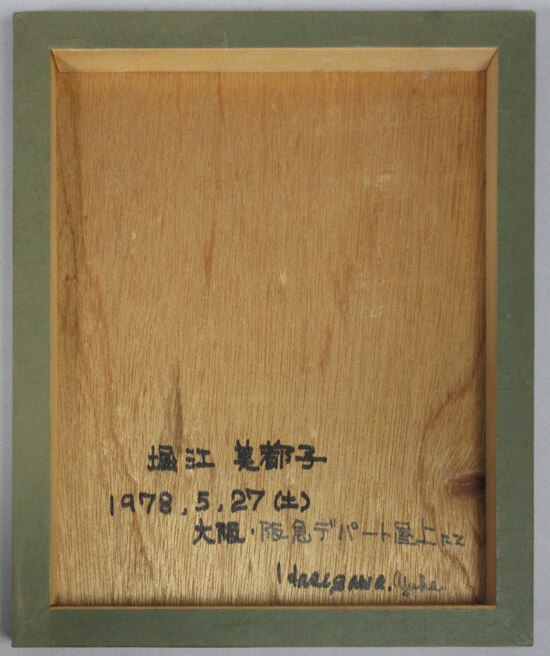 堀江 美都子
1978.5.27(土)
大阪・阪急デパート屋上にて